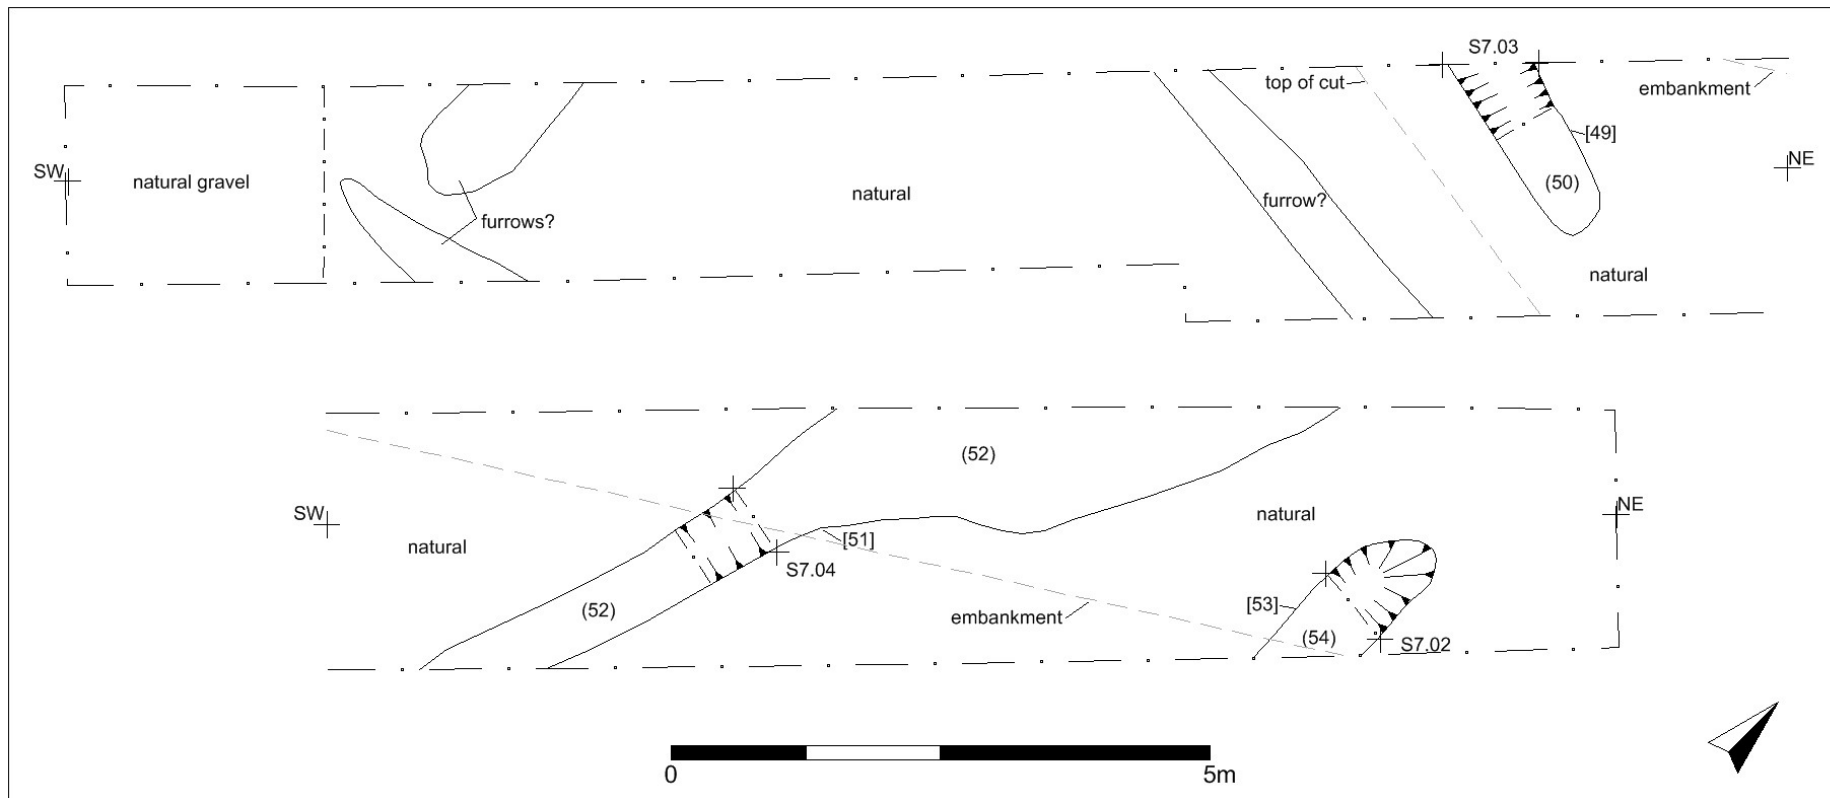 S7.03
top of cut
embankment
[49]
SW
natural gravel
natural
furrow?
(50)
NE
furrows?
natural
(52)
SW
natural
[51]
S7.04
natural
NE
(52)
embankment
[53]
(54)
S7.02
0
5m